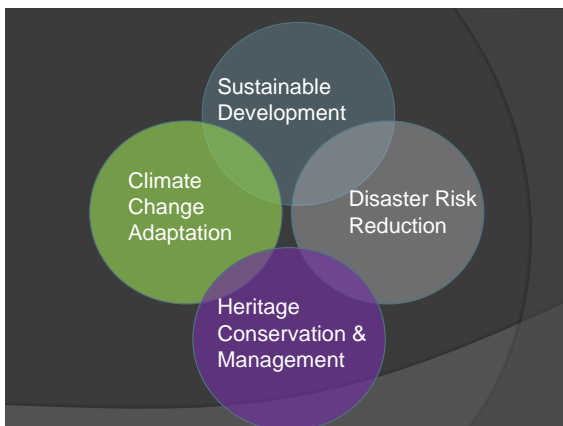 Sustainable
Development
Climate
Change
Adaptation
Disaster Risk
Reduction
Heritage
Conservation &
Management